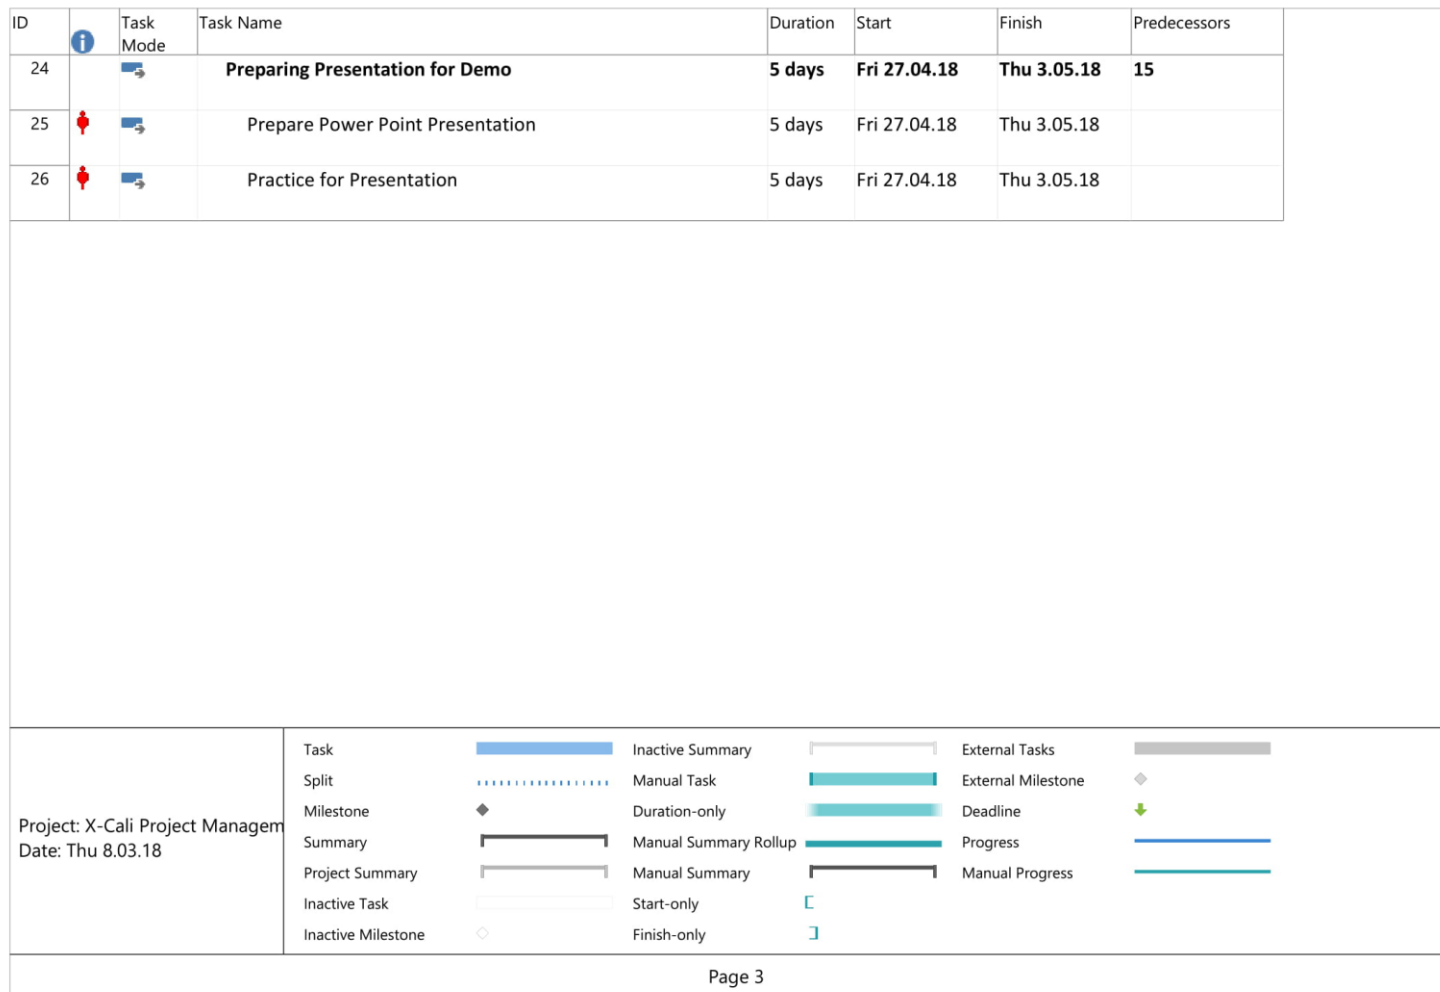 ID Task Mode Task Name Duration Start Finish Predecessors
24 Preparing Presentation for Demo 5 days Fri 27.04.18 Thu 3.05.18 15
25 Prepare Power Point Presentation 5 days Fri 27.04.18 Thu 3.05.18
26 Practice for Presentation 5 days Fri 27.04.18 Thu 3.05.18
Project: X-Cali Project Managem
Date: Thu 8.03.18
Task Inactive Summary External Tasks
Split Manual Task External Milestone
Milestone Duration-only Deadline
Summary Manual Summary Rollup Progress
Project Summary Manual Summary Manual Progress
Inactive Task Start-only
Inactive Milestone Finish-only
Page 3